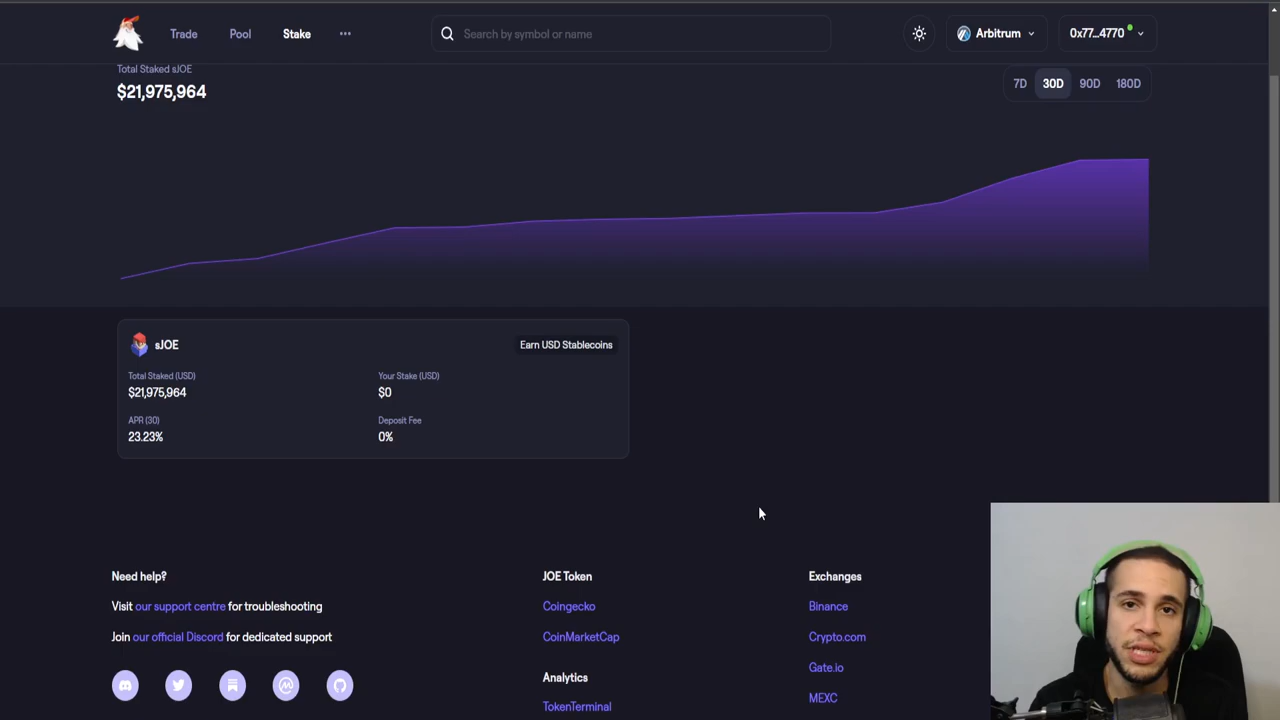 Trade
Pool
Stake
Search by symbol or name
Arbitrum
0x77...4770
Total Staked sJOE
$21,975,964
7D
30D
90D
180D
sJOE
Earn USD Stablecoins
Total Staked (USD)
Your Stake (USD)
$21,975,964
$0
APR (30)
Deposit Fee
23.23%
0%
Need help?
JOE Token
Exchanges
Visit our support centre for troubleshooting
Coingecko
Binance
Join our official Discord for dedicated support
CoinMarketCap
Crypto.com
Gate.io
Analytics
MEXC
TokenTerminal